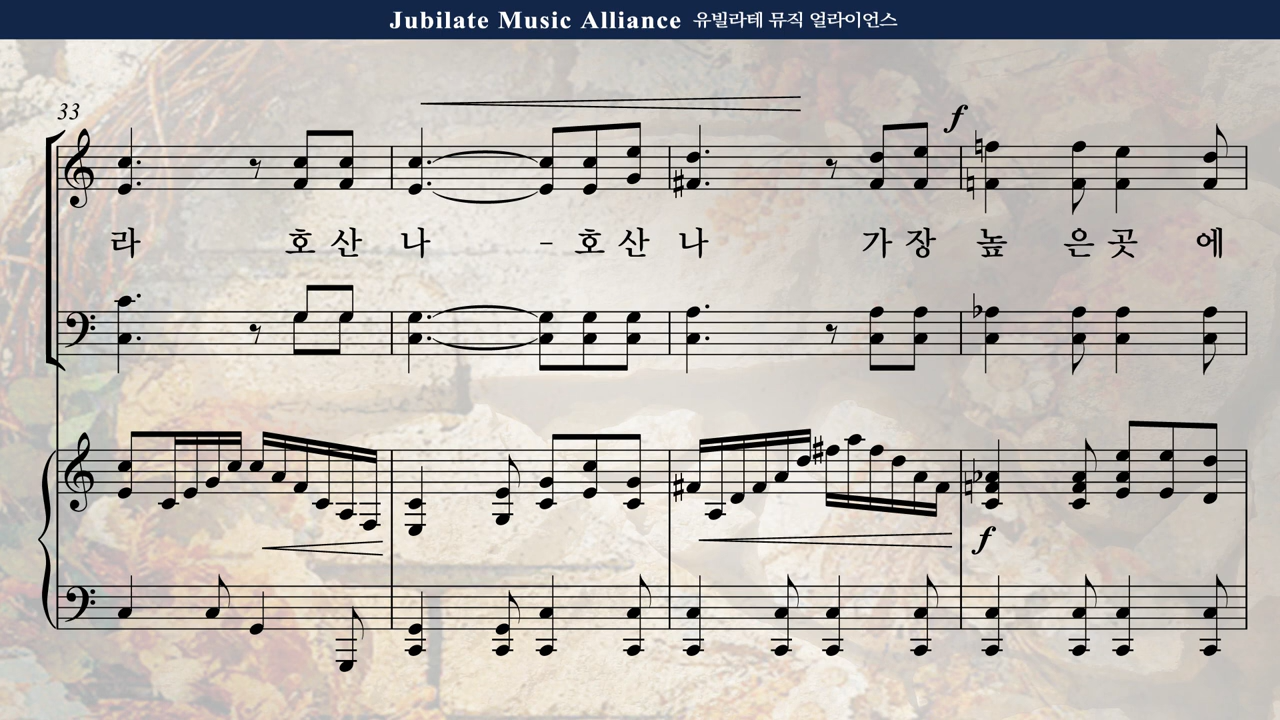 Jubilate Music Alliance 유빌라테 뮤직 얼라이언스
33
f
라 호 산 나 - 호 산 나 가 장 높 은 곳 에
f